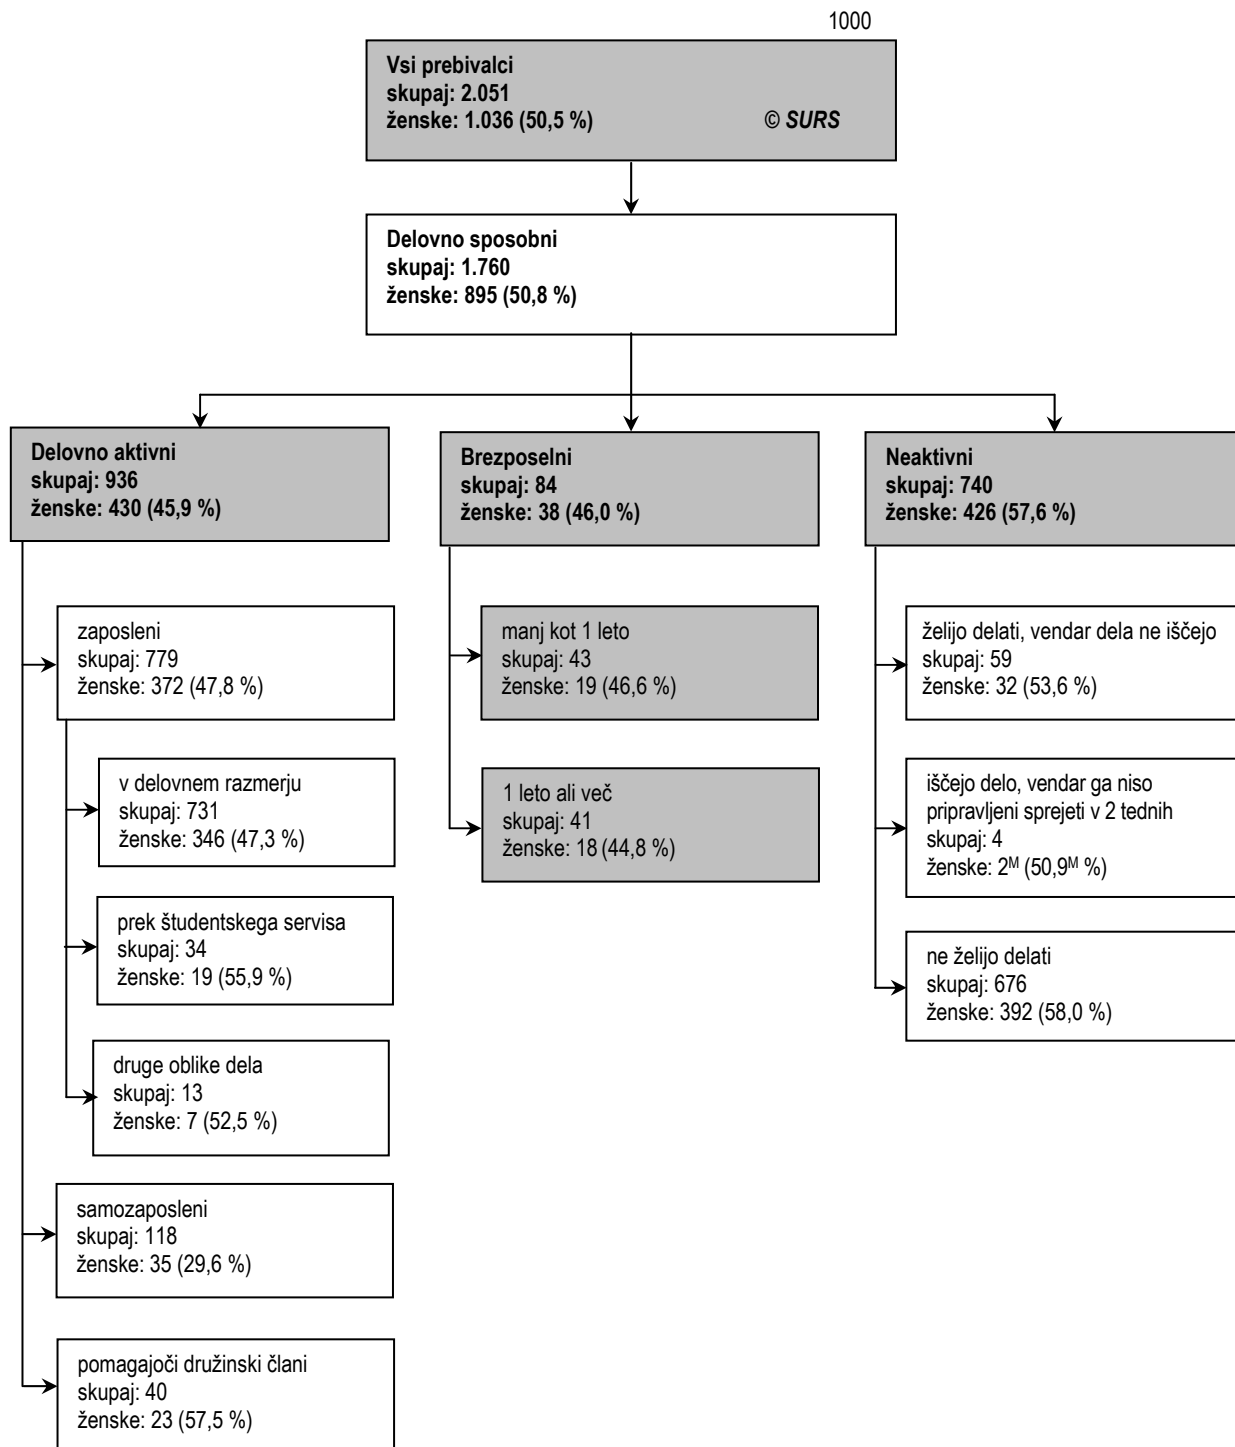 1000
Vsi prebivalci
skupaj: 2.051
ženske: 1.036 (50,5 %) © SURS
Delovno sposobni
skupaj: 1.760
ženske: 895 (50,8 %)
Delovno aktivni
skupaj: 936
ženske: 430 (45,9 %)
Brezposelni
skupaj: 84
ženske: 38 (46,0 %)
Neaktivni
skupaj: 740
ženske: 426 (57,6 %)
zaposleni
skupaj: 779
ženske: 372 (47,8 %)
manj kot 1 leto
skupaj: 43
ženske: 19 (46,6 %)
želijo delati, vendar dela ne iščejo
skupaj: 59
ženske: 32 (53,6 %)
v delovnem razmerju
skupaj: 731
ženske: 346 (47,3 %)
1 leto ali več
skupaj: 41
ženske: 18 (44,8 %)
iščejo delo, vendar ga niso
pripravljeni sprejeti v 2 tednih
skupaj: 4
ženske: 2ᴹ (50,9ᴹ %)
prek študentskega servisa
skupaj: 34
ženske: 19 (55,9 %)
ne želijo delati
skupaj: 676
ženske: 392 (58,0 %)
druge oblike dela
skupaj: 13
ženske: 7 (52,5 %)
samozaposleni
skupaj: 118
ženske: 35 (29,6 %)
pomagajoči družinski člani
skupaj: 40
ženske: 23 (57,5 %)